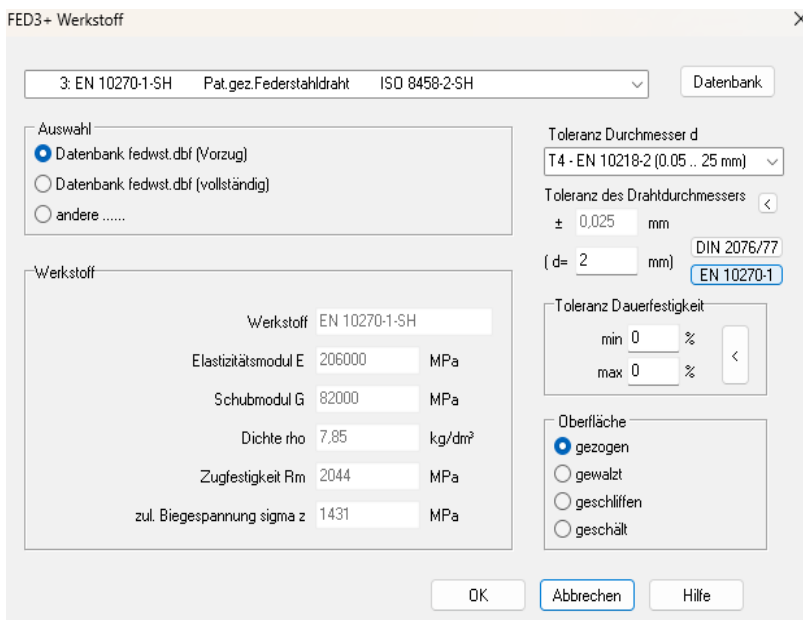 FED3+ Werkstoff
3: EN 10270-1-SH Pat.gez.Federstahldraht ISO 8458-2-SH
Datenbank
Auswahl
Datenbank fedwst.dbf (Vorzug)
Datenbank fedwst.dbf (vollständig)
andere ......
Toleranz Durchmesser d
T4 - EN 10218-2 (0.05 .. 25 mm)
Toleranz des Drahtdurchmessers
<
± 0,025 mm
DIN 2076/77
( d= 2 mm)
EN 10270-1
Werkstoff
Werkstoff EN 10270-1-SH
Elastizitätsmodul E 206000 MPa
Schubmodul G 82000 MPa
Dichte rho 7,85 kg/dm³
Zugfestigkeit Rm 2044 MPa
zul. Biegespannung sigma z 1431 MPa
Toleranz Dauerfestigkeit
min 0 %
max 0 %
<
Oberfläche
gezogen
gewalzt
geschliffen
geschält
OK
Abbrechen
Hilfe